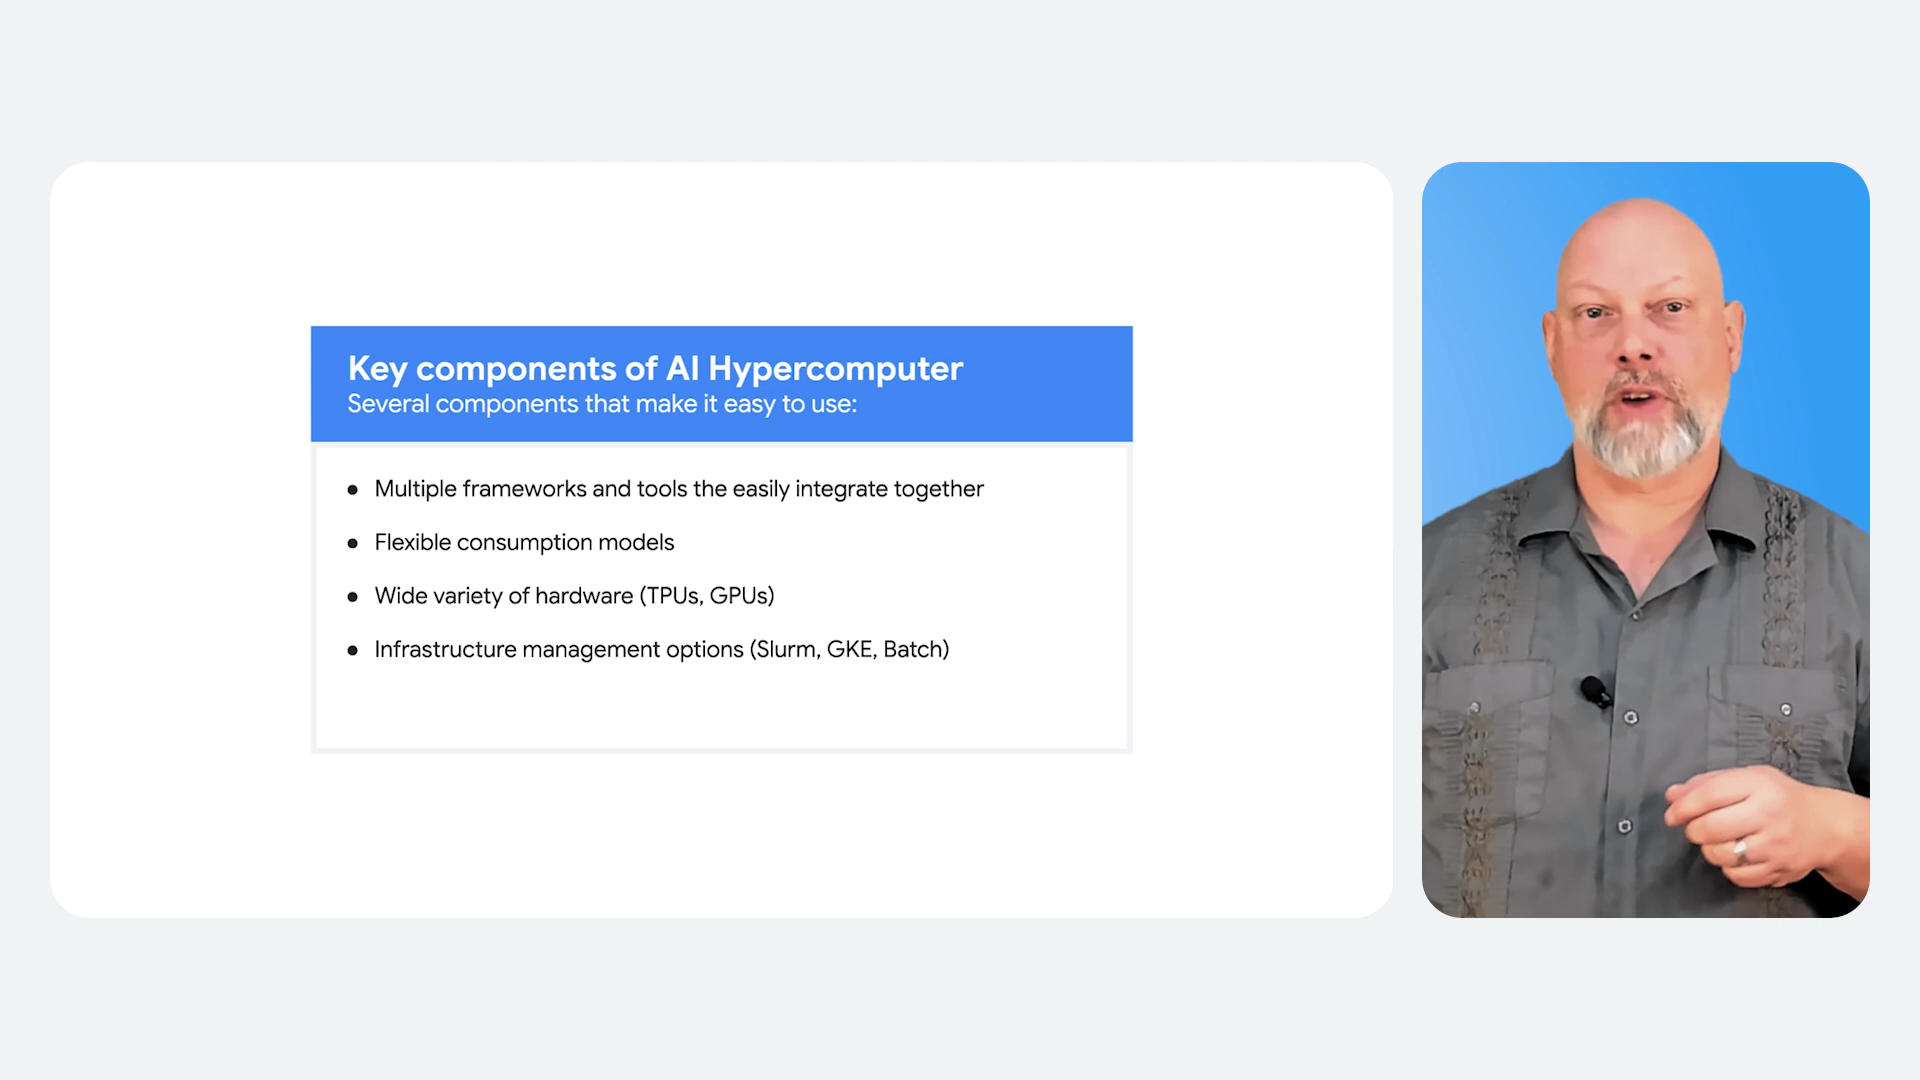 Key components of AI Hypercomputer
Several components that make it easy to use:
● Multiple frameworks and tools the easily integrate together
● Flexible consumption models
● Wide variety of hardware (TPUs, GPUs)
● Infrastructure management options (Slurm, GKE, Batch)